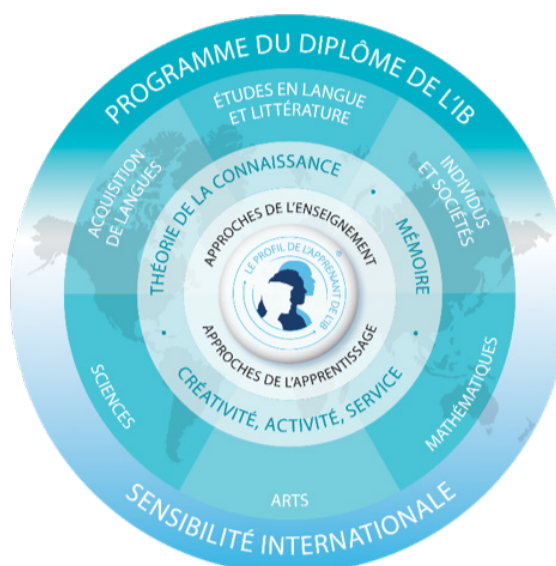 PROGRAMME DU DIPLÔME DE L'IB
ÉTUDES EN LANGUE
ET LITTÉRATURE
ACQUISITION
DE LANGUES
INDIVIDUS
ET SOCIÉTÉS
THÉORIE DE LA CONNAISSANCE
MÉMOIRE
APPROCHES DE L'ENSEIGNEMENT
LE PROFIL DE L'APPRENANT DE L'IB
®
APPROCHES DE L'APPRENTISSAGE
CRÉATIVITÉ, ACTIVITÉ, SERVICE
SCIENCES
MATHÉMATIQUES
ARTS
SENSIBILITÉ INTERNATIONALE